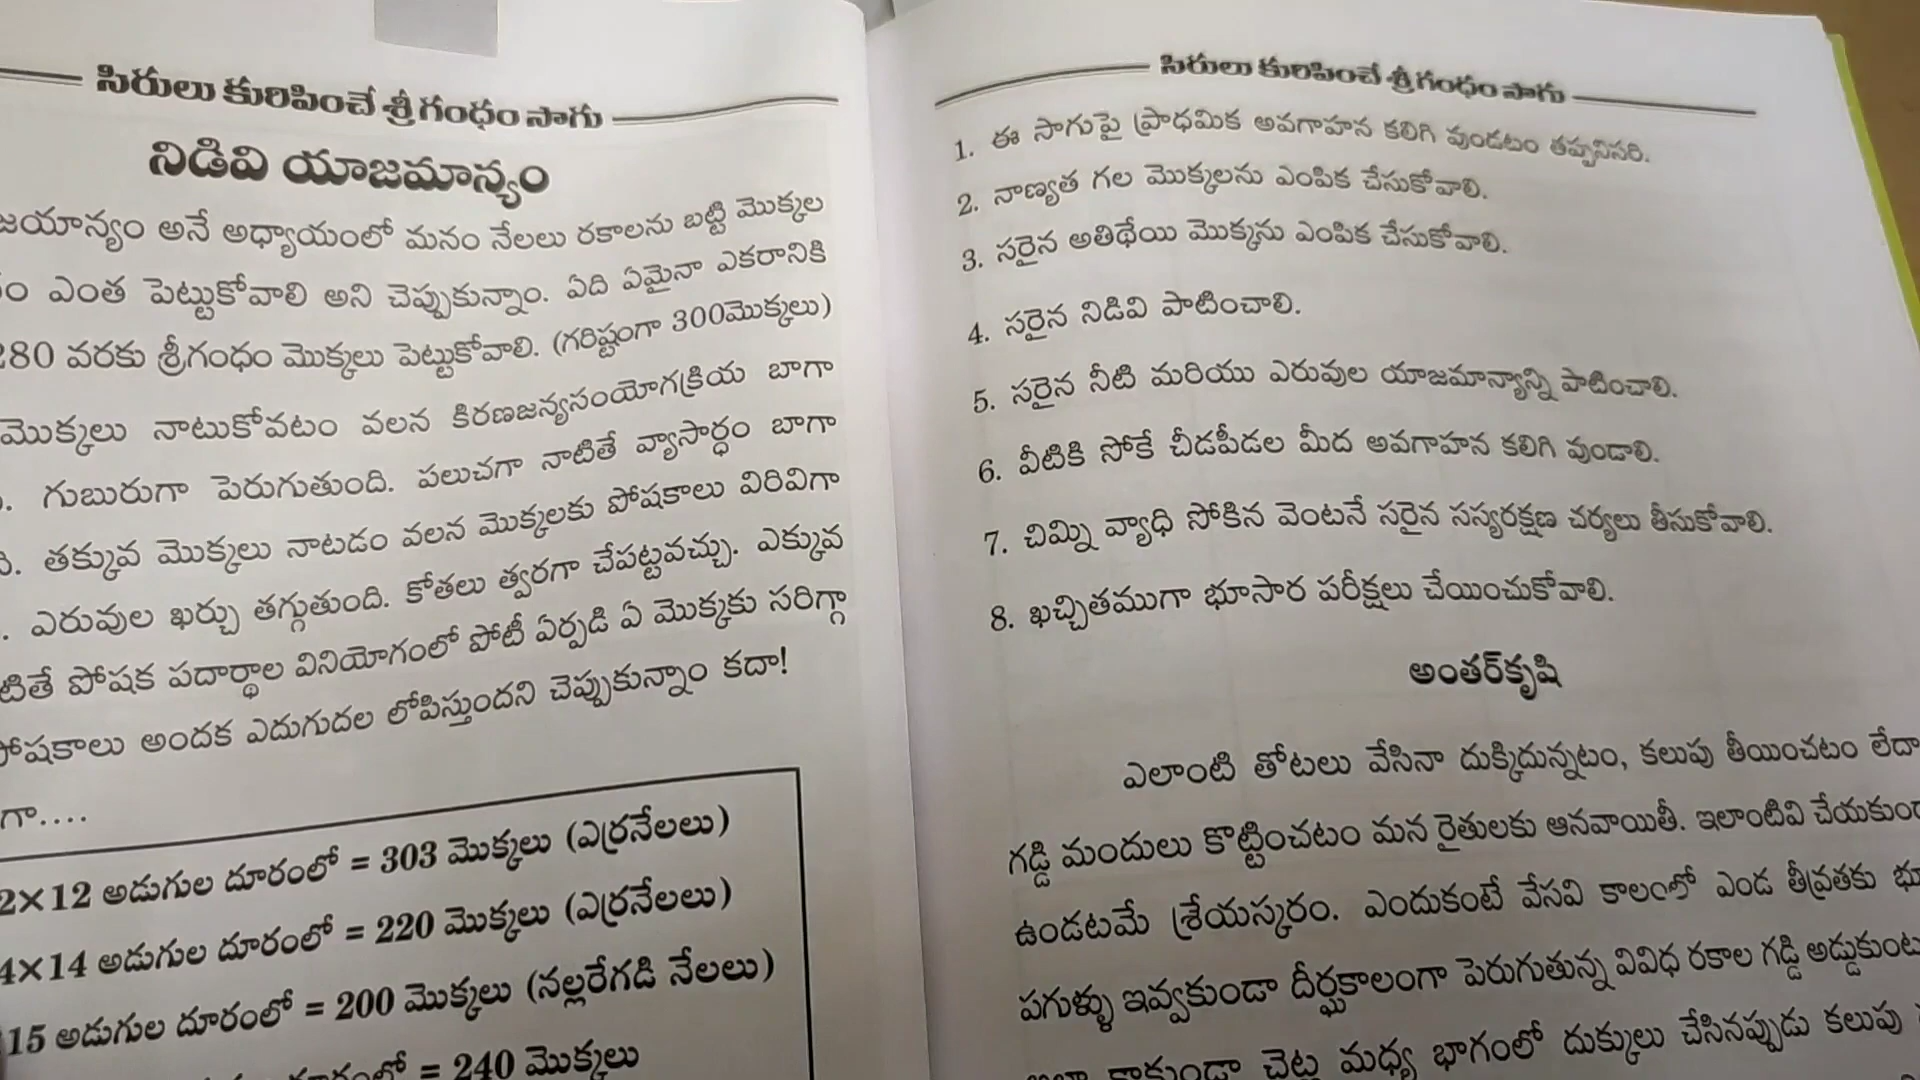 సిరులు కురిపించే శ్రీగంధం సాగు
నిడివి యాజమాన్యం
అనే అధ్యాయంలో మనం నేలలు రకాలను బట్టి మొక్కల
ఎంత పెట్టుకోవాలి అని చెప్పుకున్నాం. ఏది ఏమైనా ఎకరానికి
వరకు శ్రీగంధం మొక్కలు పెట్టుకోవాలి. (గరిష్టంగా 300మొక్కలు)
మొక్కలు నాటుకోవటం వలన కిరణజన్యసంయోగక్రియ బాగా
గుబురుగా పెరుగుతుంది. పలుచగా నాటితే వ్యాసార్ధం బాగా
తక్కువ మొక్కలు నాటడం వలన మొక్కలకు పోషకాలు విరివిగా
ఎరువుల ఖర్చు తగ్గుతుంది. కోతలు త్వరగా చేపట్టవచ్చు. ఎక్కువ
పోషక పదార్థాల వినియోగంలో పోటీ ఏర్పడి ఏ మొక్కకు సరిగ్గా
అందక ఎదుగుదల లోపిస్తుందని చెప్పుకున్నాం కదా!
గా....
2×12 అడుగుల దూరంలో = 303 మొక్కలు (ఎర్రనేలలు)
4×14 అడుగుల దూరంలో = 220 మొక్కలు (ఎర్రనేలలు)
15 అడుగుల దూరంలో = 200 మొక్కలు (నల్లరేగడి నేలలు)
= 240 మొక్కలు
సిరులు కురిపించే శ్రీగంధం సాగు
1. ఈ సాగుపై ప్రాధమిక అవగాహన కలిగి వుండటం తప్పనిసరి.
2. నాణ్యత గల మొక్కలను ఎంపిక చేసుకోవాలి.
3. సరైన అతిథేయి మొక్కను ఎంపిక చేసుకోవాలి.
4. సరైన నిడివి పాటించాలి.
5. సరైన నీటి మరియు ఎరువుల యాజమాన్యాన్ని పాటించాలి.
6. వీటికి సోకే చీడపీడల మీద అవగాహన కలిగి వుండాలి.
7. చిమ్ని వ్యాధి సోకిన వెంటనే సరైన సస్యరక్షణ చర్యలు తీసుకోవాలి.
8. ఖచ్చితముగా భూసార పరీక్షలు చేయించుకోవాలి.
అంతర్‌కృషి
ఎలాంటి తోటలు వేసినా దుక్కిదున్నటం, కలుపు తీయించటం లేదా
గడ్డి మందులు కొట్టించటం మన రైతులకు ఆనవాయితీ. ఇలాంటివి
ఉండటమే శ్రేయస్కరం. ఎందుకంటే వేసవి కాలంలో ఎండ తీవ్రతకు
పగుళ్ళు ఇవ్వకుండా దీర్ఘకాలంగా పెరుగుతున్న వివిధ రకాల గడ్డి
చెట్ల మధ్య భాగంలో దుక్కులు చేసినప్పుడు కలుపు